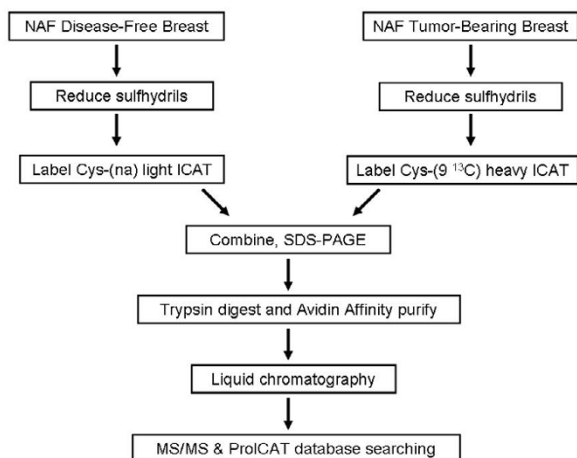 NAF Disease-Free Breast
NAF Tumor-Bearing Breast
Reduce sulfhydrils
Reduce sulfhydrils
Label Cys-(na) light ICAT
Label Cys-(9 ¹³C) heavy ICAT
Combine, SDS-PAGE
Trypsin digest and Avidin Affinity purify
Liquid chromatography
MS/MS & ProICAT database searching